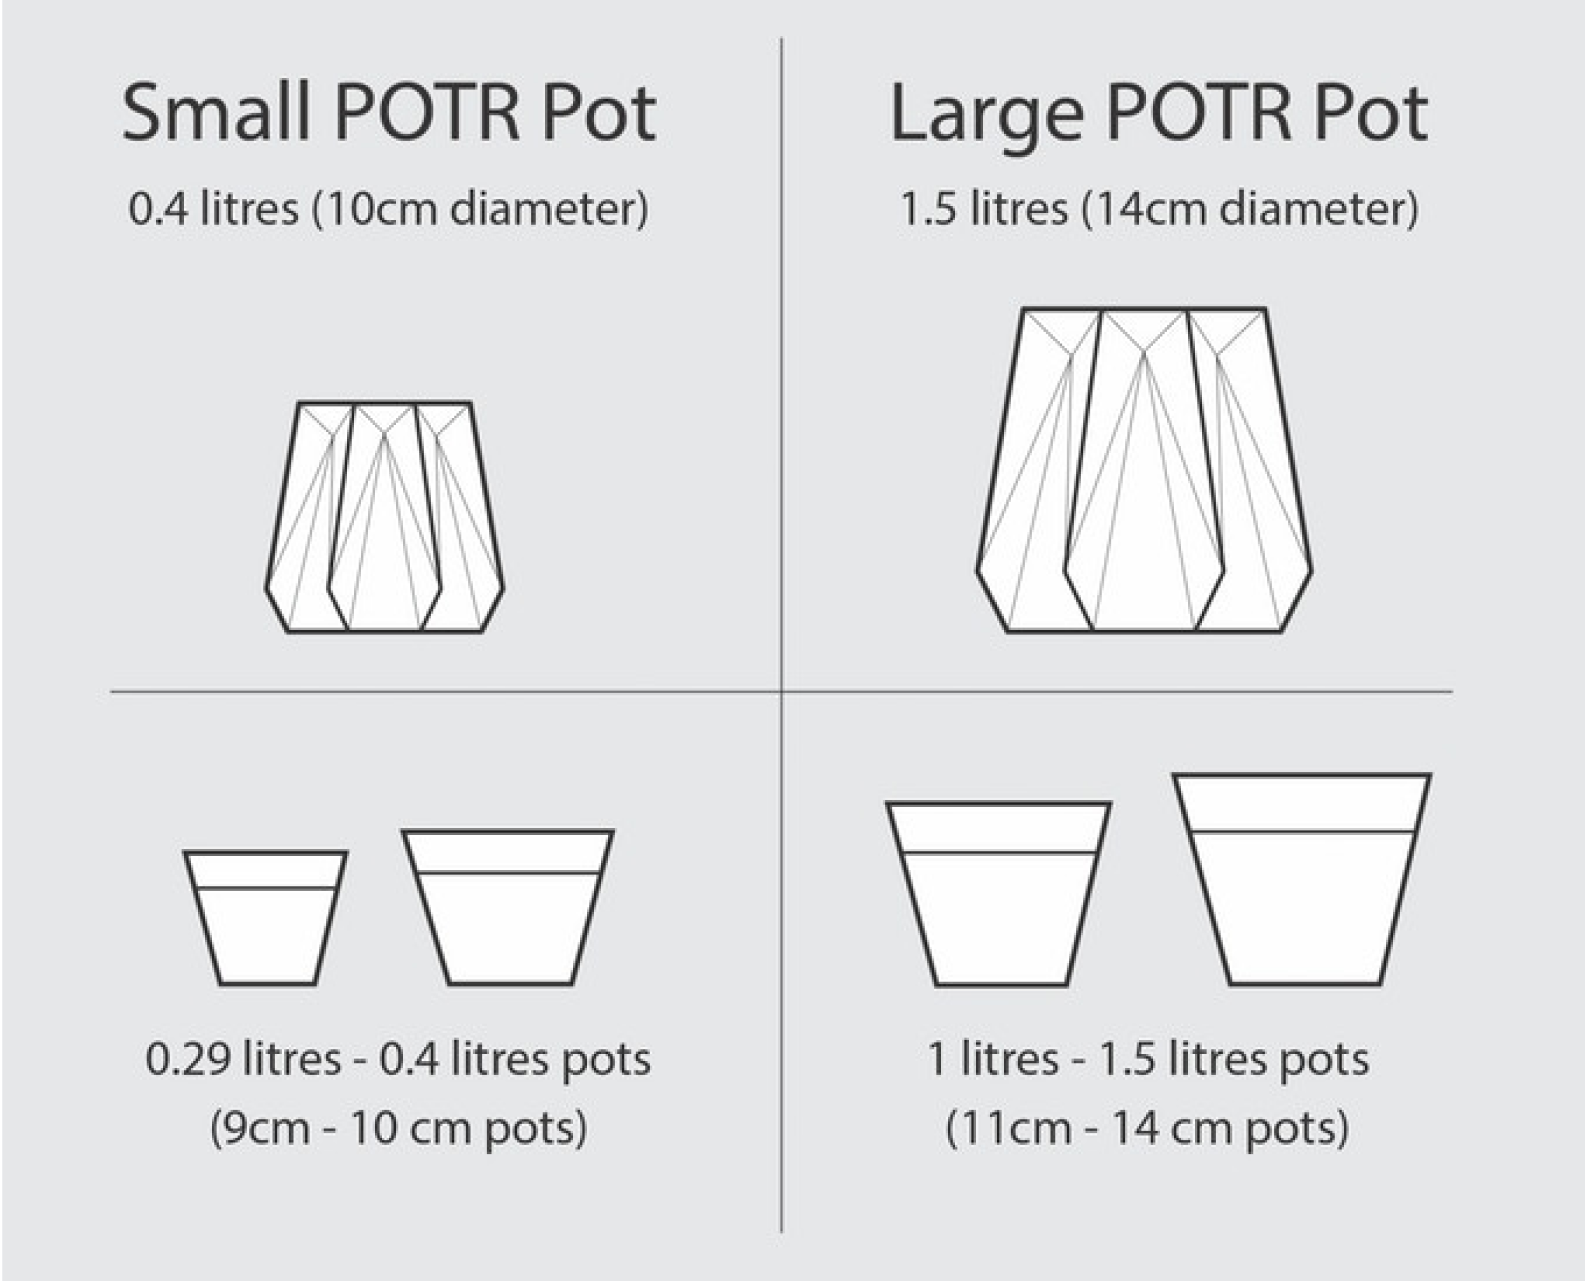 Small POTR Pot
0.4 litres (10cm diameter)
Large POTR Pot
1.5 litres (14cm diameter)
0.29 litres - 0.4 litres pots
(9cm - 10 cm pots)
1 litres - 1.5 litres pots
(11cm - 14 cm pots)